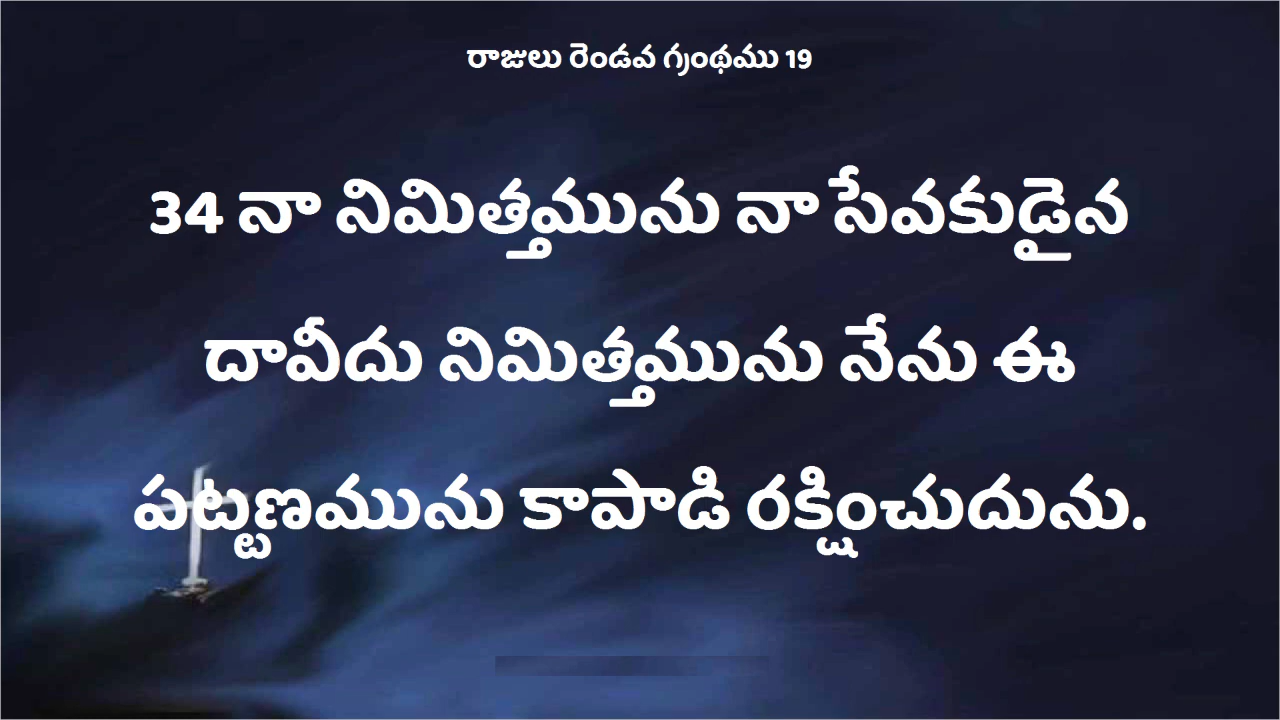 రాజులు రెండవ గ్రంథము 19
34 నా నిమిత్తమును నా సేవకుడైన
దావీదు నిమిత్తమును నేను ఈ
పట్టణమును కాపాడి రక్షించుదును.